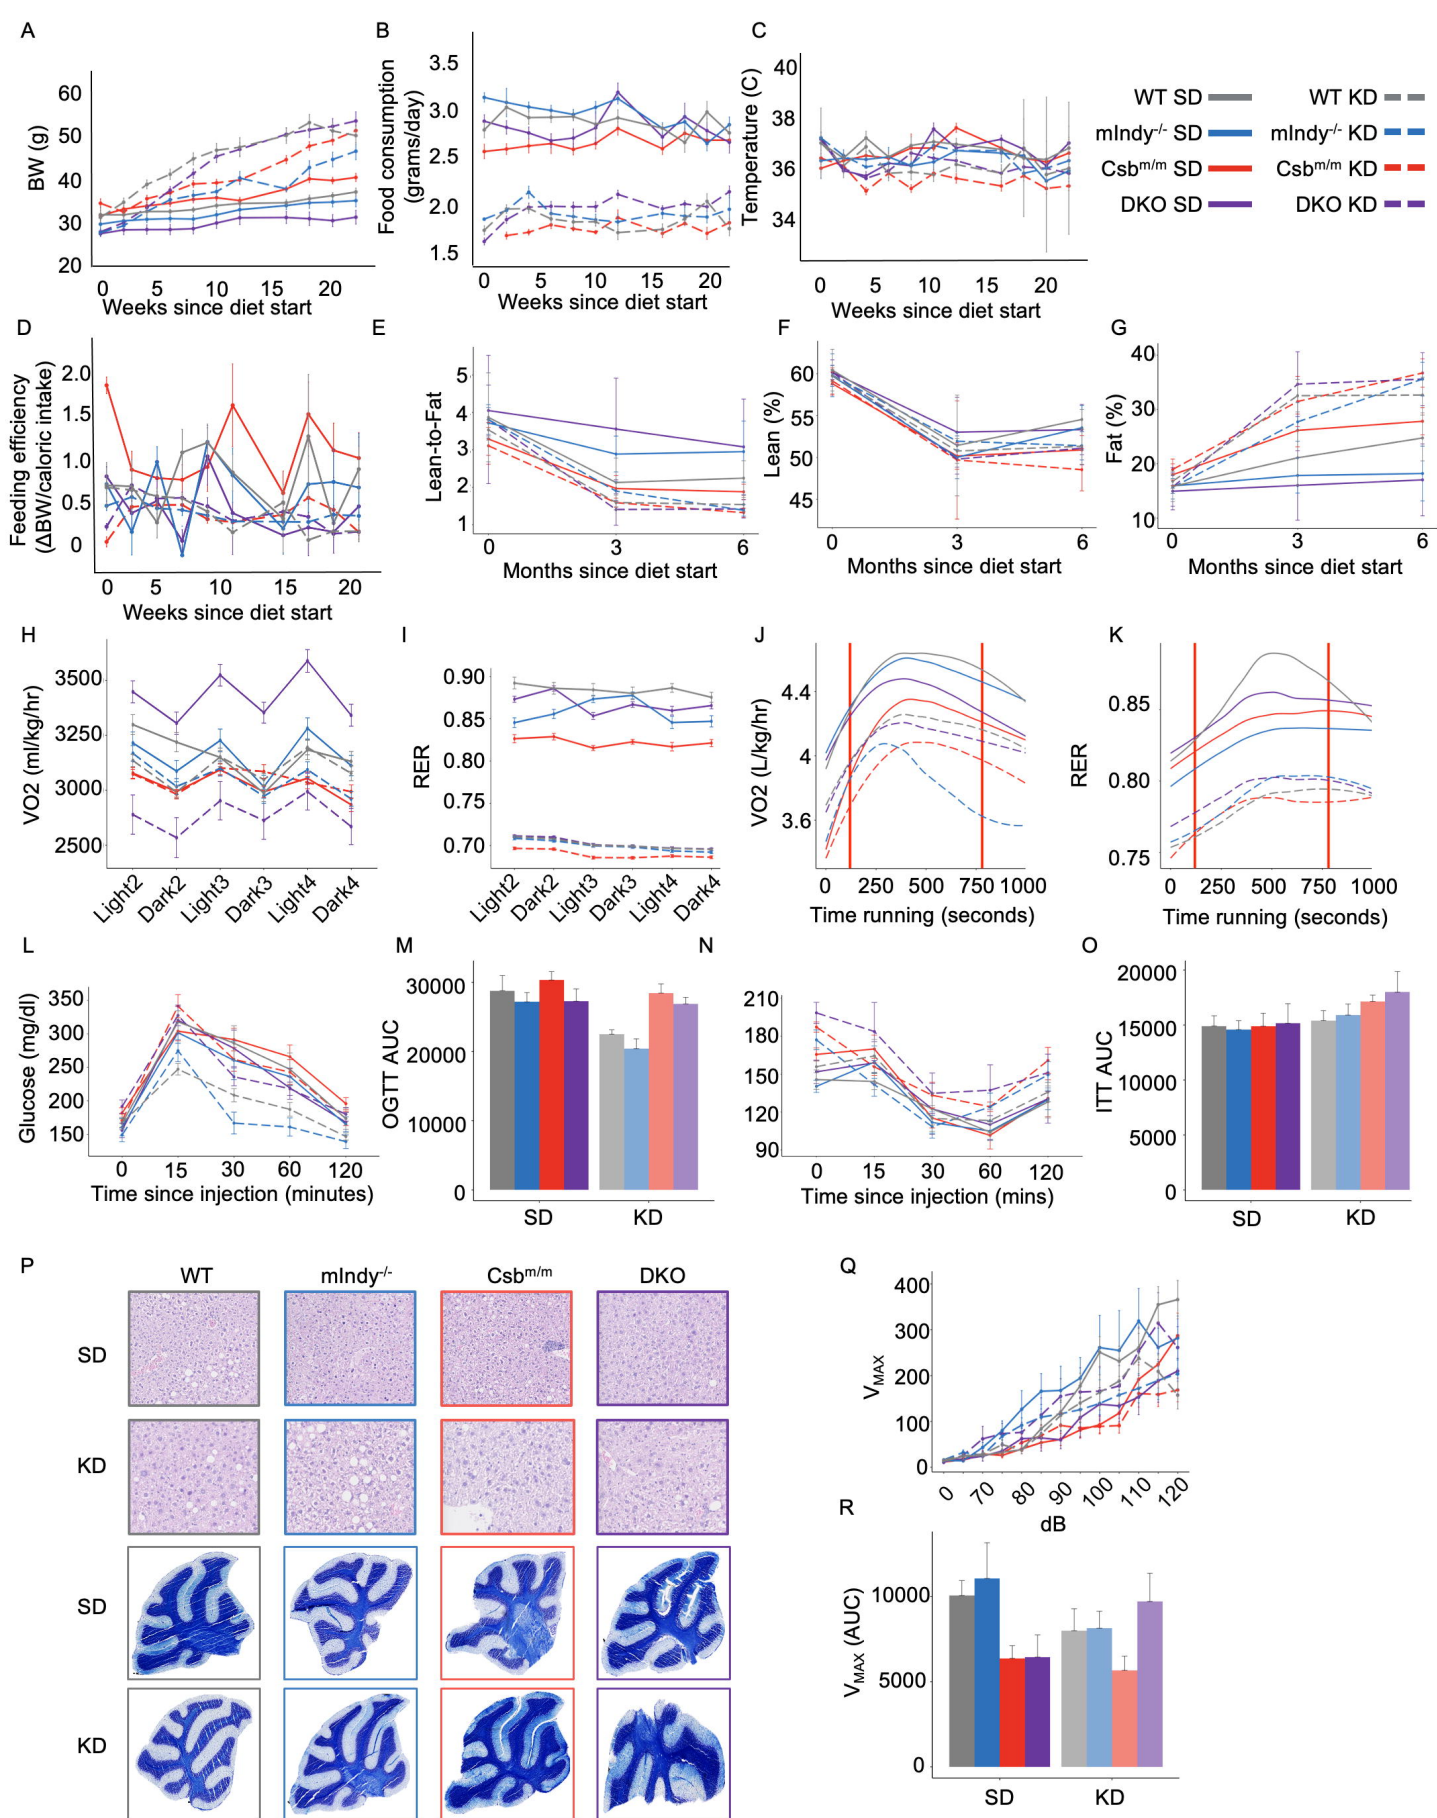 A
BW (g)
60
50
40
30
20
0
5
10
15
20
Weeks since diet start
B
Food consumption
(grams/day)
3.5
3.0
2.5
2.0
1.5
0
5
10
15
20
Weeks since diet start
C
Temperature (C)
40
38
36
34
0
5
10
15
20
Weeks since diet start
WT SD
mIndy-/- SD
Csbm/m SD
DKO SD
WT KD
mIndy-/- KD
Csbm/m KD
DKO KD
D
Feeding efficiency
(ΔBW/caloric intake)
2.0
1.5
1.0
0.5
0
0
5
10
15
20
Weeks since diet start
E
Lean-to-Fat
5
4
3
2
1
0
3
6
Months since diet start
F
Lean (%)
60
55
50
45
0
3
6
Months since diet start
G
Fat (%)
40
30
20
10
0
3
6
Months since diet start
H
VO2 (ml/kg/hr)
3500
3250
3000
2750
2500
Light2
Dark2
Light3
Dark3
Light4
Dark4
I
RER
0.90
0.85
0.80
0.75
0.70
Light2
Dark2
Light3
Dark3
Light4
Dark4
J
VO2 (L/kg/hr)
4.4
4
3.6
0
250
500
750
1000
Time running (seconds)
K
RER
0.85
0.80
0.75
0
250
500
750
1000
Time running (seconds)
L
Glucose (mg/dl)
350
300
250
200
150
0
15
30
60
120
Time since injection (minutes)
M
OGTT AUC
30000
20000
10000
0
SD
KD
N
210
180
150
120
90
0
15
30
60
120
Time since injection (mins)
O
ITT AUC
20000
15000
10000
5000
0
SD
KD
P
WT
mIndy-/-
Csbm/m
DKO
SD
KD
SD
KD
Q
VMAX
400
300
200
100
0
0
70
80
90
100
110
120
dB
R
VMAX (AUC)
10000
5000
0
SD
KD